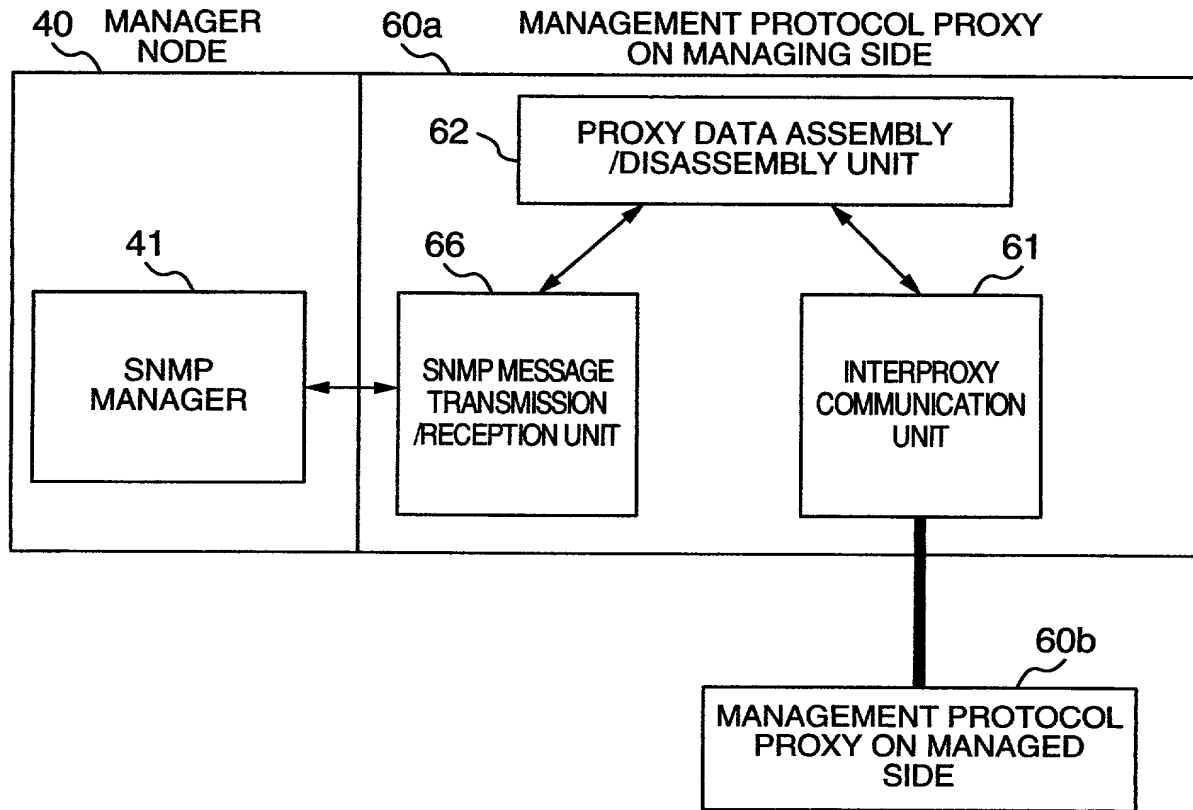 40
MANAGER
NODE
60a
MANAGEMENT PROTOCOL PROXY
ON MANAGING SIDE
62
PROXY DATA ASSEMBLY
/DISASSEMBLY UNIT
41
SNMP
MANAGER
66
SNMP MESSAGE
TRANSMISSION
/RECEPTION UNIT
61
INTERPROXY
COMMUNICATION
UNIT
60b
MANAGEMENT PROTOCOL
PROXY ON MANAGED
SIDE